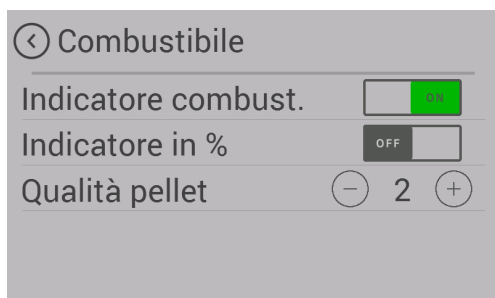 Combustibile
Indicatore combust. ON
Indicatore in % OFF
Qualità pellet − 2 +